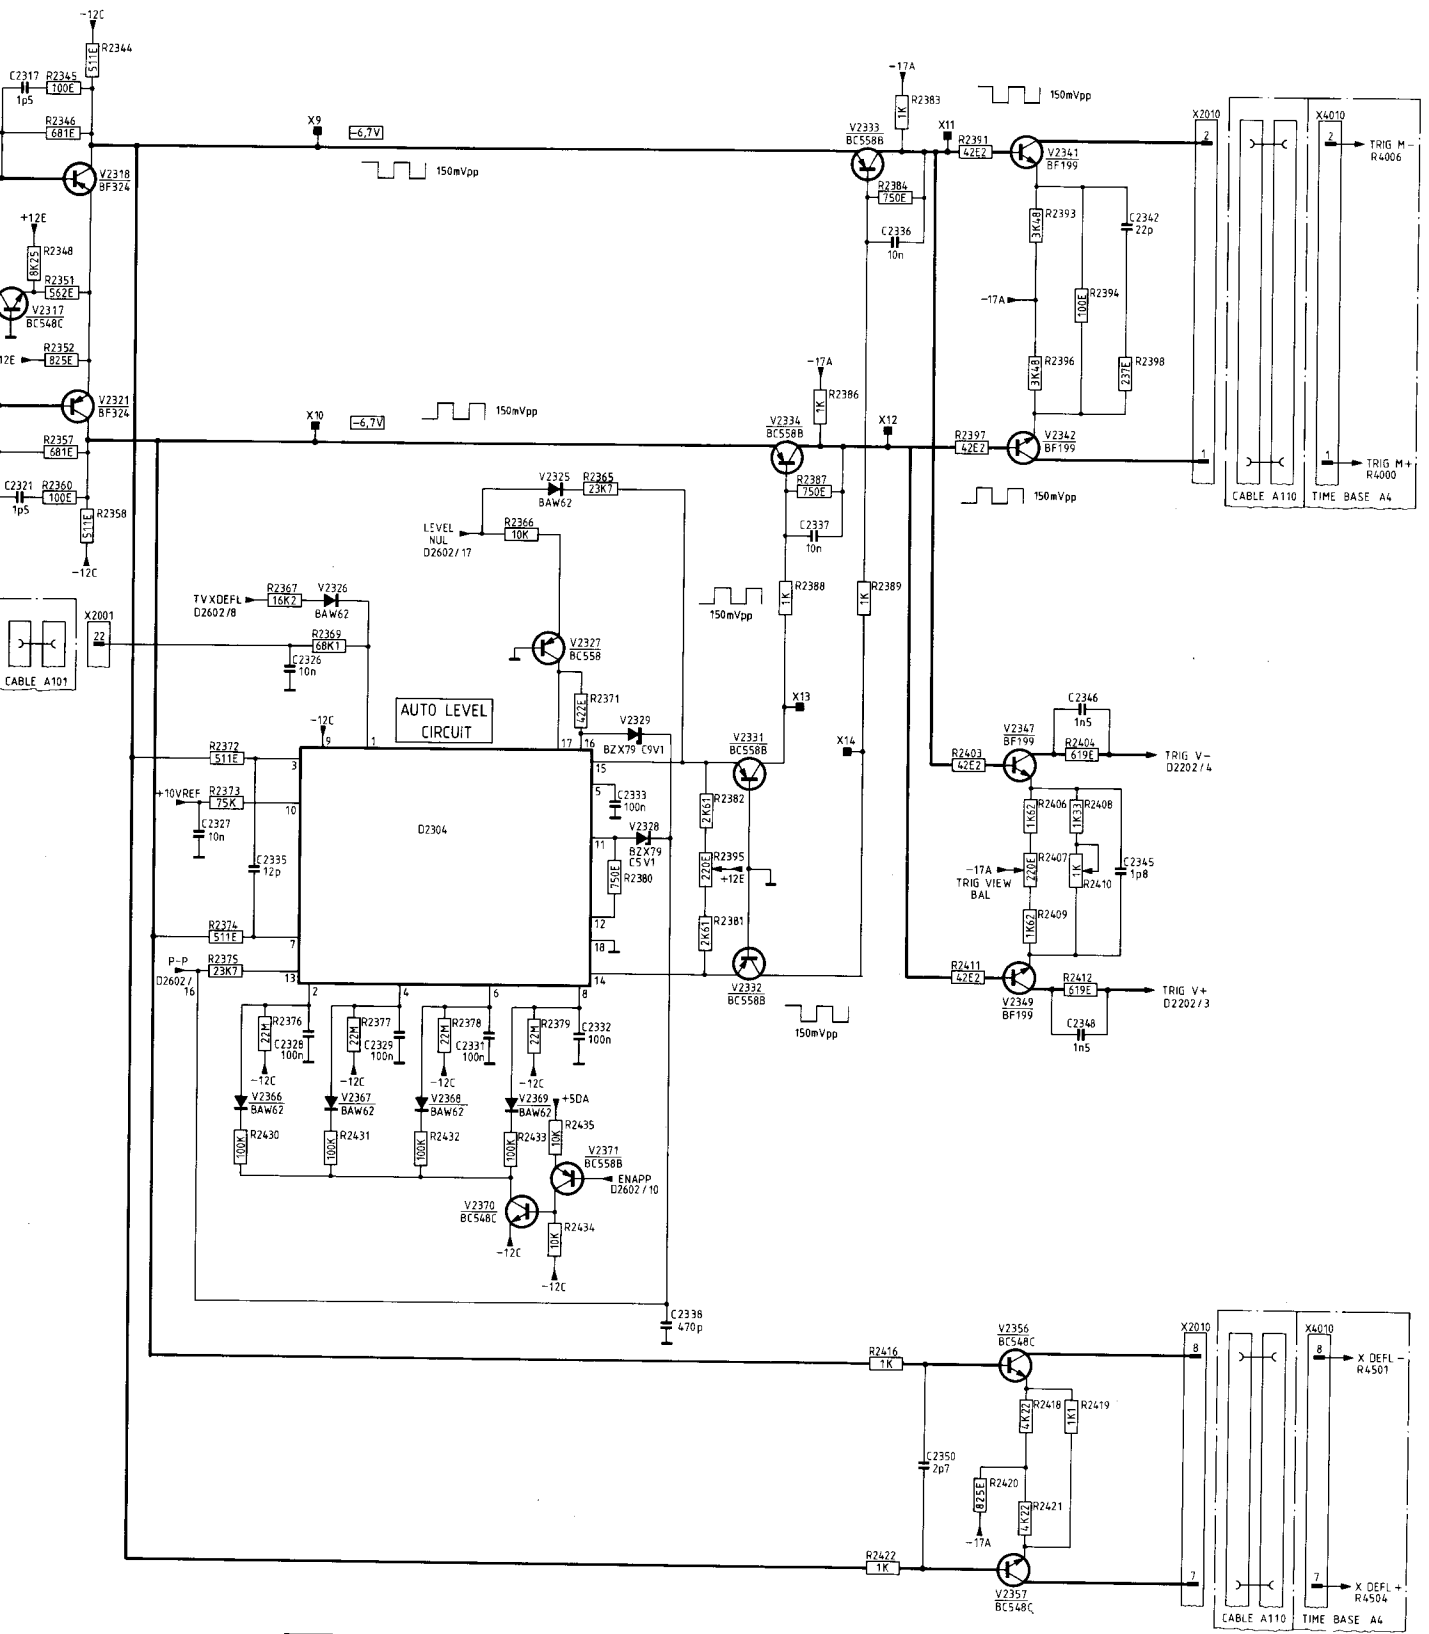 -12C
511E
R2344
C2317
1p5
R2345
100E
R2346
681E
V2318
BF324
+12E
8K25
R2348
R2351
562E
V2317
BC548C
R2352
12E
825E
V2321
BF324
R2357
681E
C2321
1p5
R2360
100E
511E
R2358
-12C
X9
-6,7V
150mVpp
X10
-6,7V
150mVpp
-17A
1K
R2383
V2333
BC558B
X11
R2384
750E
C2336
10n
R2391
42E2
150mVpp
V2341
BF199
3K48
R2393
C2342
22p
-17A
100E
R2394
3K48
R2396
237E
R2398
-17A
1K
R2386
V2334
BC558B
X12
R2387
750E
C2337
10n
R2397
42E2
V2342
BF199
150mVpp
X2010
2
1
CABLE A110
X4010
2
TRIG M-
R4006
1
TRIG M+
R4000
TIME BASE A4
V2325
BAW62
R2365
23K7
LEVEL
NUL
D2602/17
R2366
10K
1K
R2388
1K
R2389
150mVpp
TVXDEFL
D2602/8
R2367
16K2
V2326
BAW62
X2001
22
CABLE A101
R2369
68K1
C2326
10n
V2327
BC558
422E
R2371
AUTO LEVEL
CIRCUIT
V2329
BZX79 C9V1
X13
X14
V2331
BC558B
-12C
9
1
17
16
R2372
511E
3
+10VREF
R2373
75K
10
C2327
10n
C2335
12p
D2304
15
5
C2333
100n
11
V2328
BZX79
C5V1
750E
R2380
12
18
14
2K61
R2382
220E
R2395
+12E
2K61
R2381
V2332
BC558B
150mVpp
R2374
511E
7
P-P
D2602/
16
R2375
23K7
13
2
4
6
8
22M
R2376
C2328
100n
-12C
22M
R2377
C2329
100n
-12C
22M
R2378
C2331
100n
-12C
22M
R2379
C2332
100n
-12C
V2366
BAW62
V2367
BAW62
V2368
BAW62
V2369
BAW62
+5DA
100K
R2430
100K
R2431
100K
R2432
100K
R2433
10K
R2435
V2371
BC558B
ENAPP
D2602/10
V2370
BC548C
-12C
10K
R2434
-12C
C2338
470p
R2403
42E2
V2347
BF199
C2346
1n5
R2404
619E
TRIG V-
D2202/4
1K62
R2406
1K33
R2408
-17A
TRIG VIEW
BAL
220E
R2407
1K
R2410
C2345
1p8
1K62
R2409
R2411
42E2
V2349
BF199
R2412
619E
C2348
1n5
TRIG V+
D2202/3
R2416
1K
V2356
BC548C
4K22
R2418
1K1
R2419
C2350
2p7
825E
R2420
-17A
4K22
R2421
R2422
1K
V2357
BC548C
X2010
8
7
CABLE A110
X4010
8
X DEFL -
R4501
7
X DEFL +
R4504
TIME BASE A4